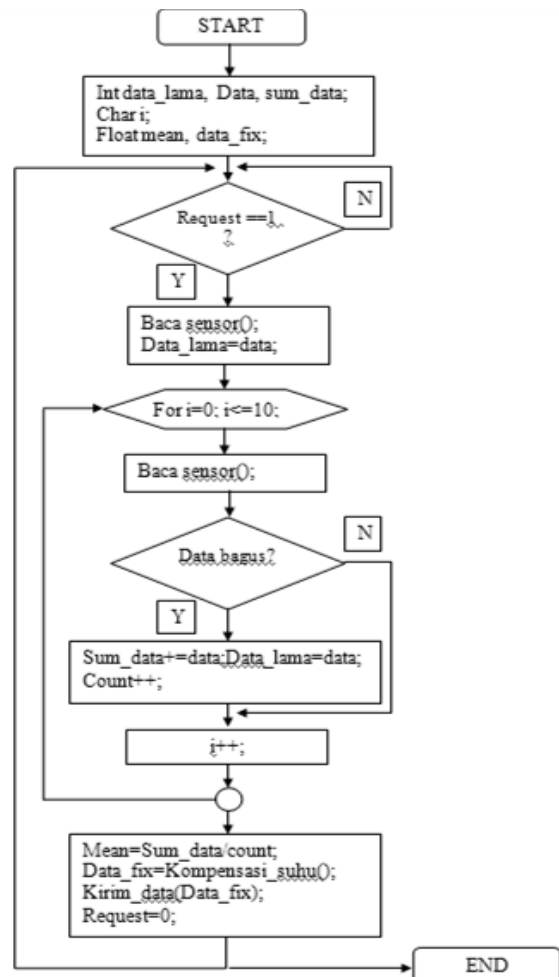 START
Int data_lama, Data, sum_data;
Char i;
Float mean, data_fix;
Request ==1
?
N
Y
Baca sensor();
Data_lama=data;
For i=0; i<=10;
Baca sensor();
Data bagus?
N
Y
Sum_data+=data;Data_lama=data;
Count++;
i++;
Mean=Sum_data/count;
Data_fix=Kompensasi_suhu();
Kirim_data(Data_fix);
Request=0;
END